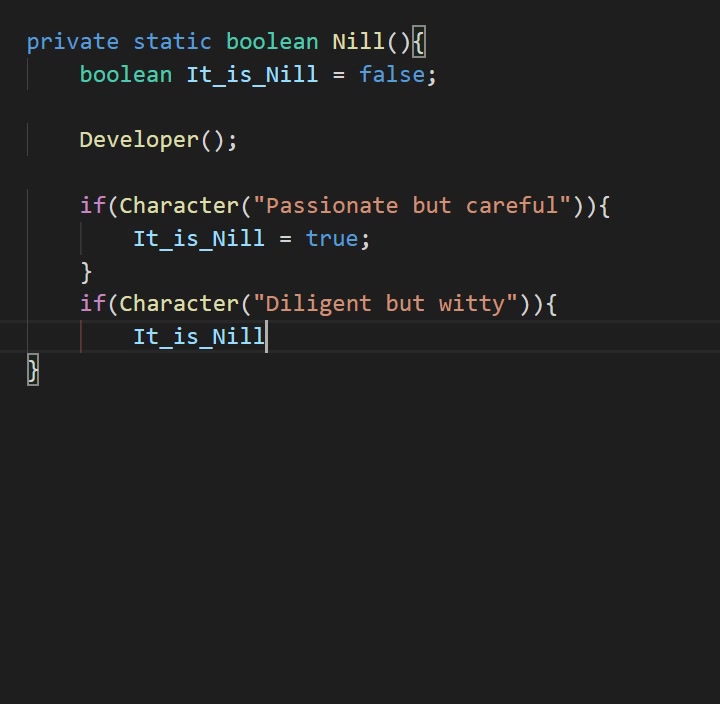 private static boolean Nill(){
    boolean It_is_Nill = false;

    Developer();

    if(Character("Passionate but careful")){
        It_is_Nill = true;
    }
    if(Character("Diligent but witty")){
        It_is_Nill
}